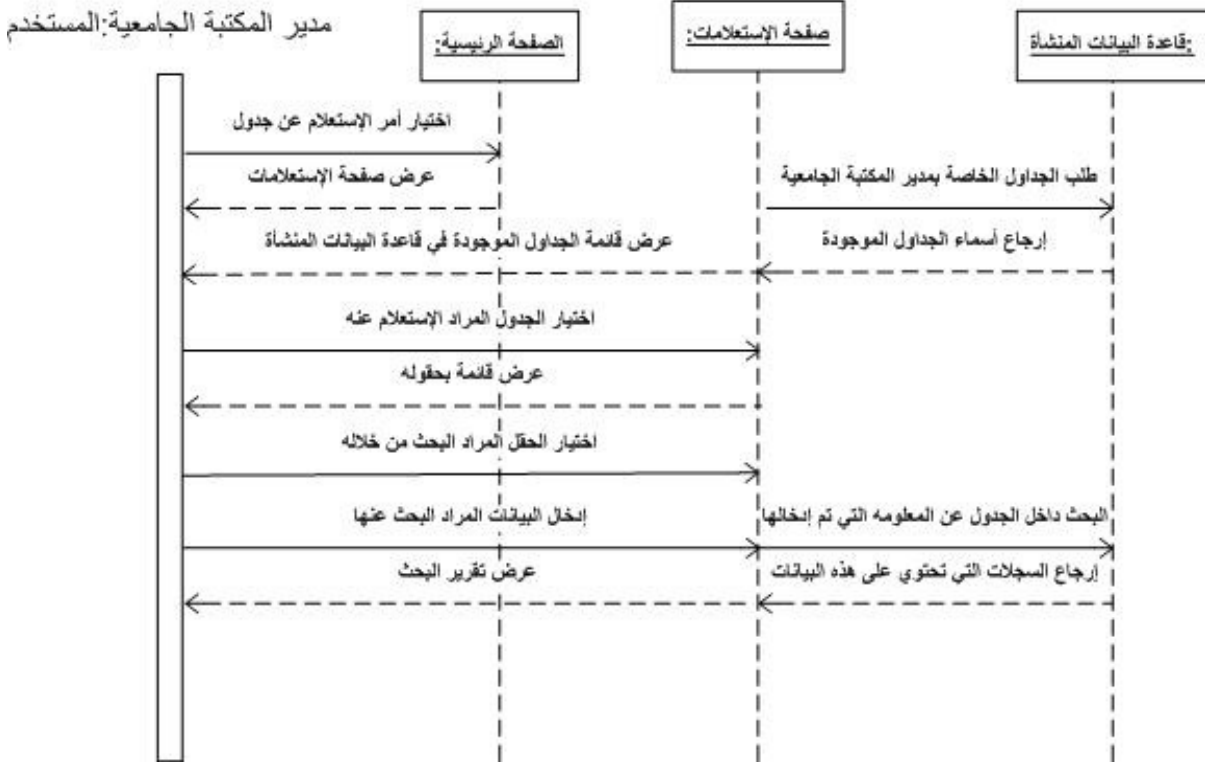 مدير المكتبة الجامعية:المستخدم
الصفحة الرئيسية:
صفحة الإستعلامات:
قاعدة البيانات المنشأة:
اختيار أمر الإستعلام عن جدول
عرض صفحة الإستعلامات
طلب الجداول الخاصة بمدير المكتبة الجامعية
عرض قائمة الجداول الموجودة في قاعدة البيانات المنشأة
إرجاع أسماء الجداول الموجودة
اختيار الجدول المراد الإستعلام عنه
عرض قائمة بحقوله
اختيار الحقل المراد البحث من خلاله
إدخال البيانات المراد البحث عنها
البحث داخل الجدول عن المعلومه التي تم إدخالها
عرض تقرير البحث
إرجاع السجلات التي تحتوي على هذه البيانات